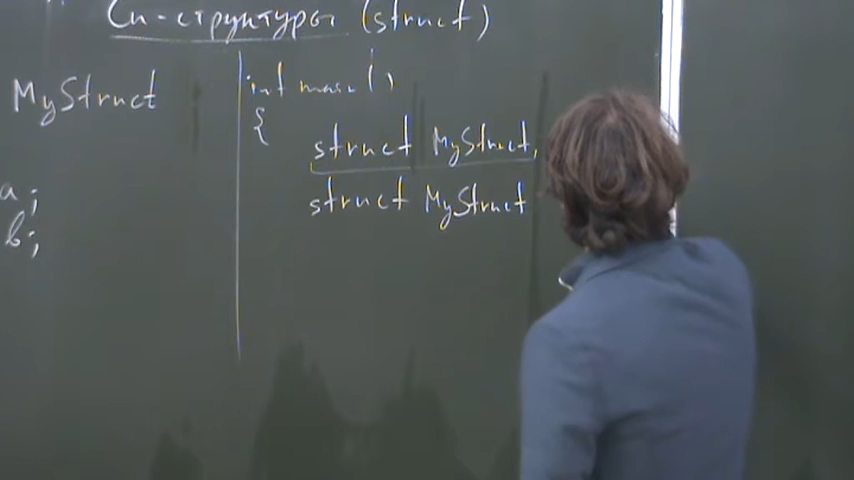 Си-структуры (struct)
MyStruct
a;
b;
int main()
{
struct MyStruct
struct MyStruct